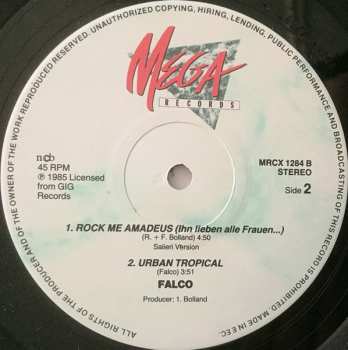 UNAUTHORIZED COPYING, HIRING, LENDING, PUBLIC PERFORMANCE AND BROADCASTING OF THIS RECORD IS PROHIBITED. MADE IN EEC. ALL RIGHTS OF THE PRODUCER AND OF THE OWNER OF THE WORK REPRODUCED RESERVED.
MEGA
RECORDS
ncb
45 RPM
℗ 1985 Licensed
from GIG
Records
MRCX 1284 B
STEREO
Side 2
1. ROCK ME AMADEUS (Ihn lieben alle Frauen...)
(R. + F. Bolland) 4:50
Salieri Version
2. URBAN TROPICAL
(Falco) 3:51
FALCO
Producer: 1. Bolland